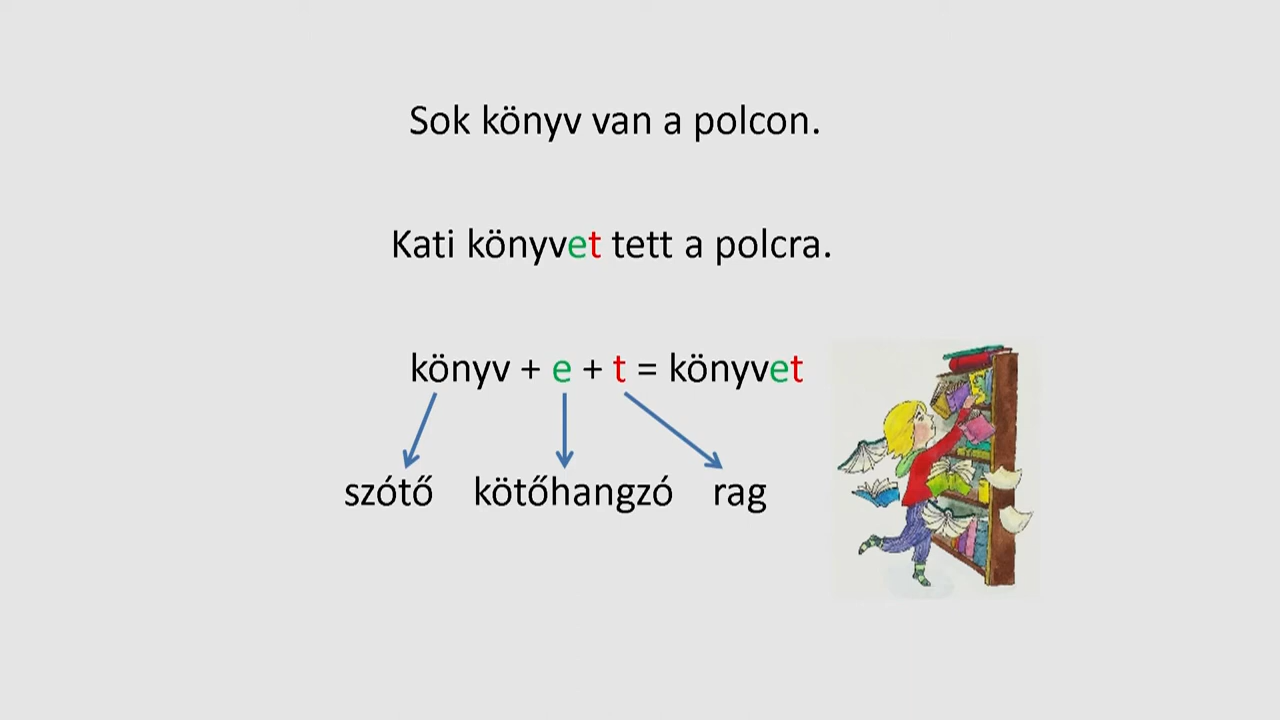 Sok könyv van a polcon.
Kati könyvet tett a polcra.
könyv + e + t = könyvet
szótő kötőhangzó rag